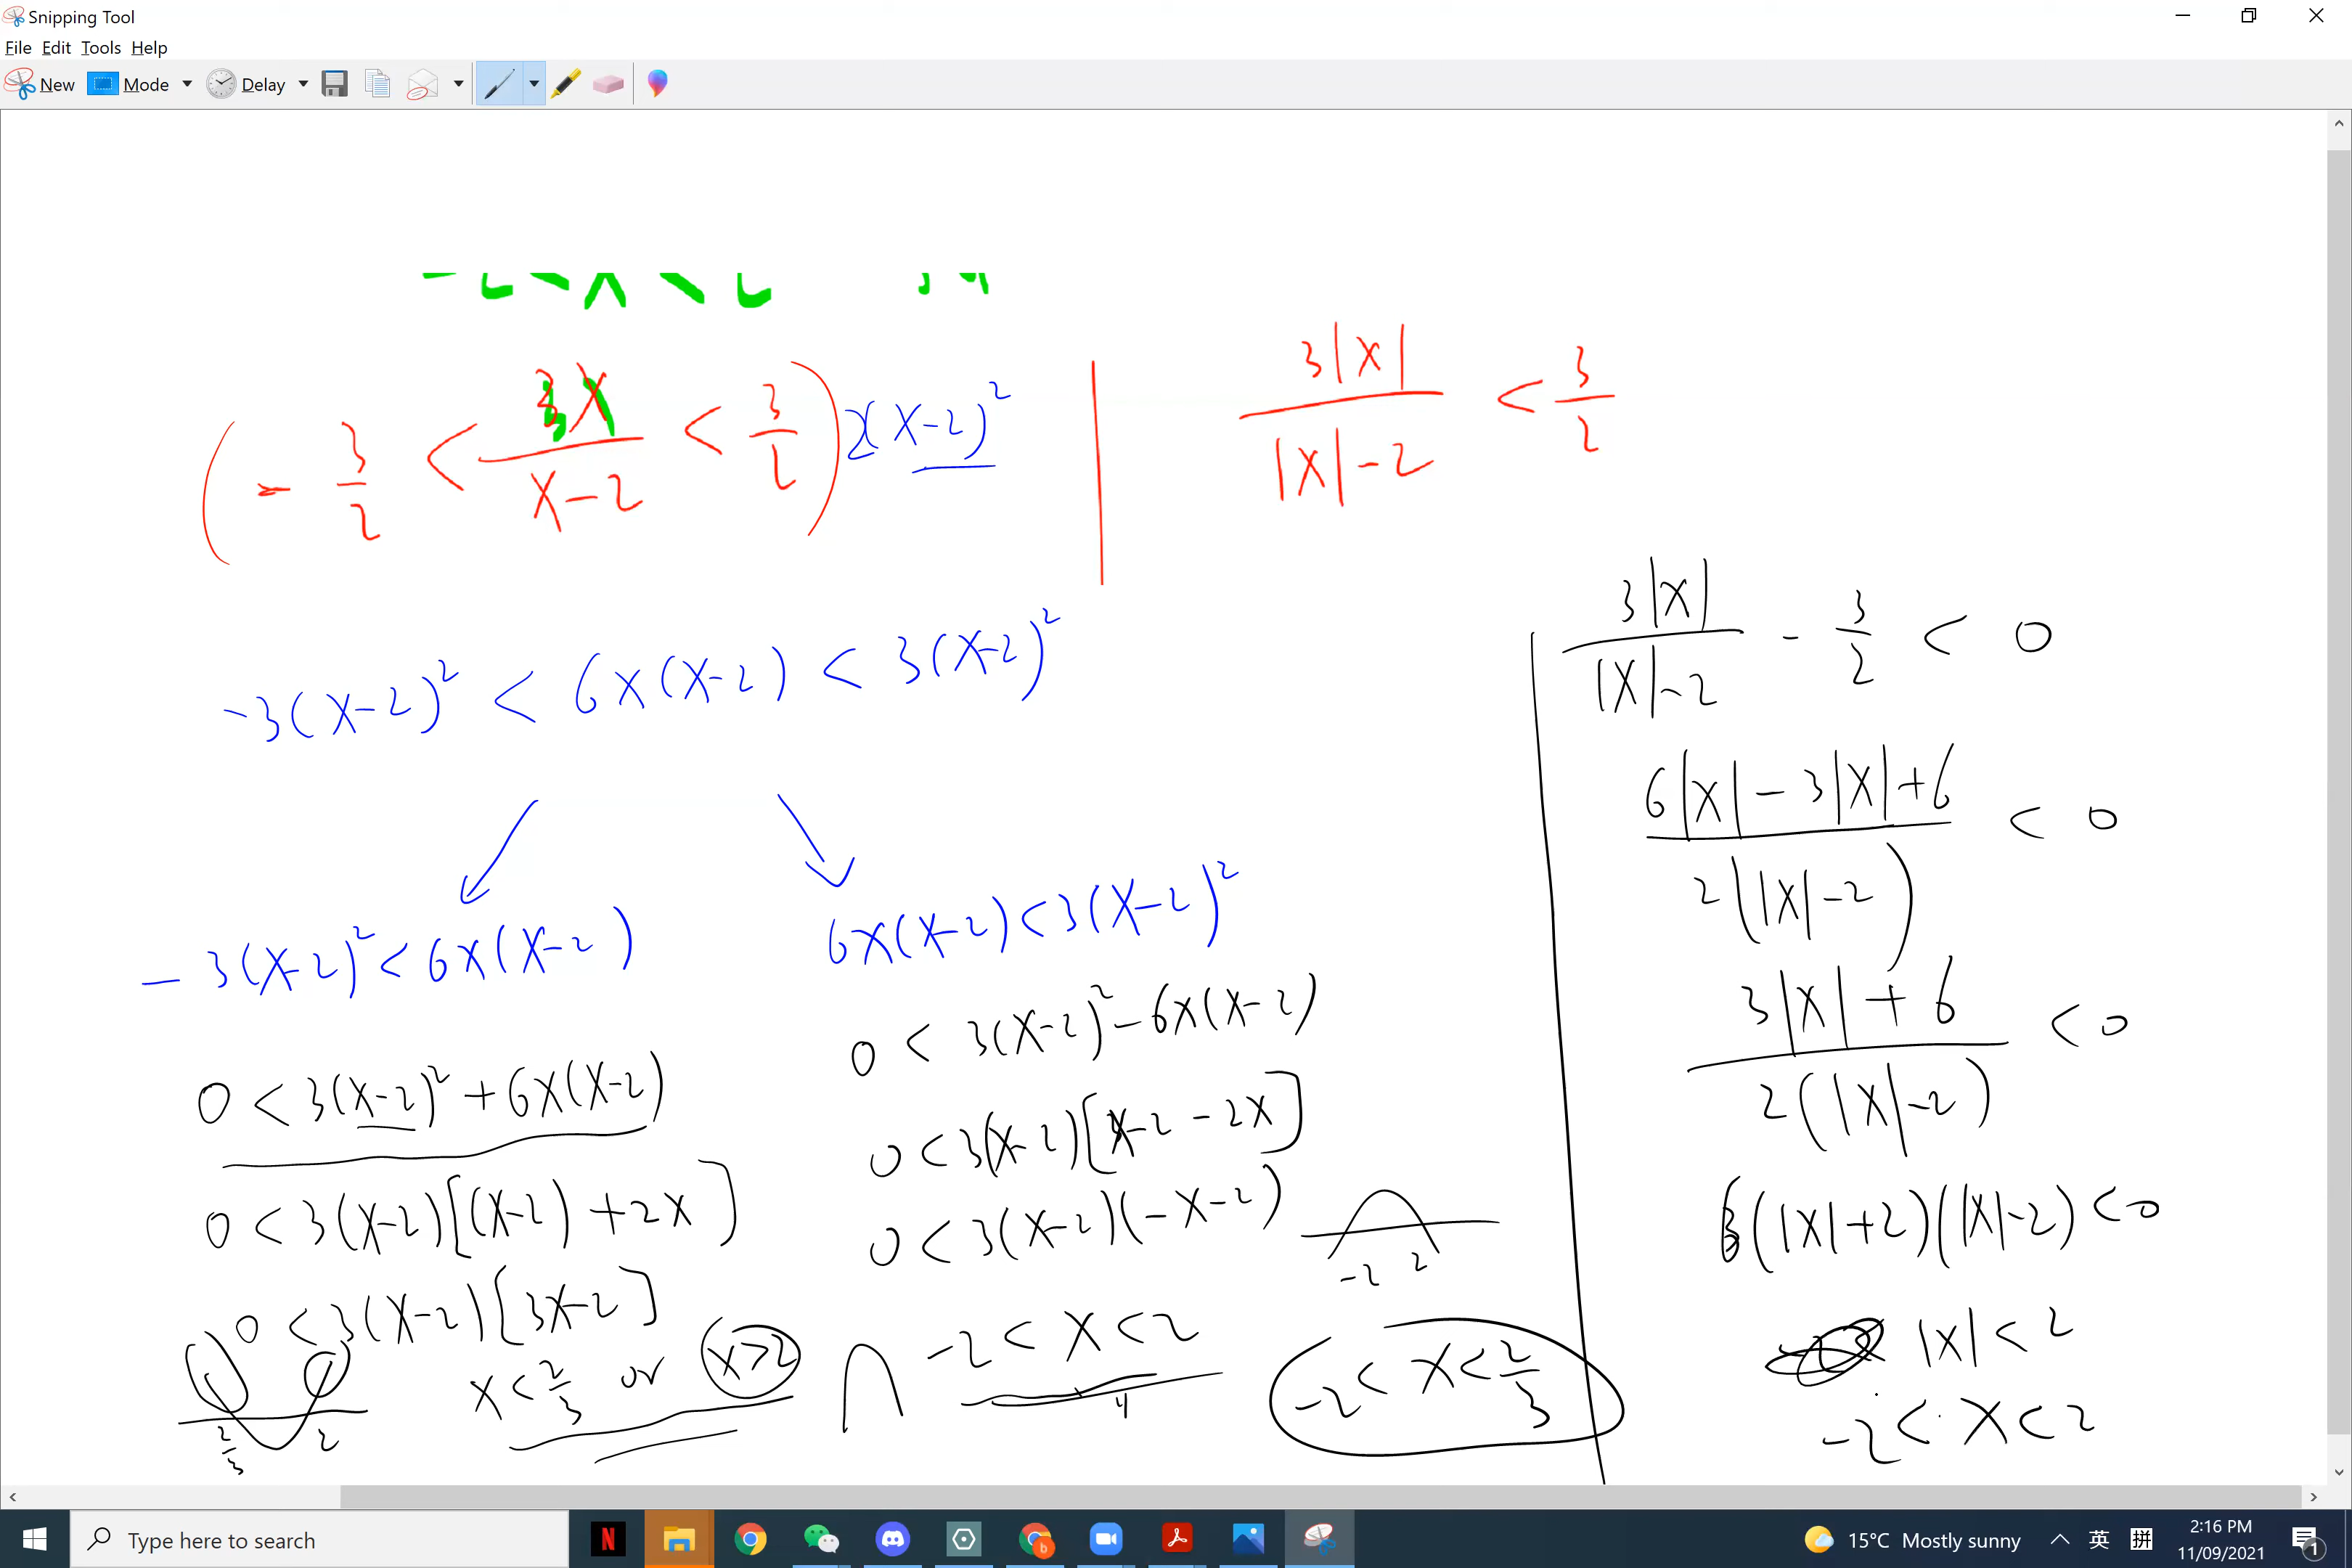 Snipping Tool
File Edit Tools Help
New Mode Delay
(-3/2 < 3x/(x-2) < 3/2) 2(x-2)²
3|x|/(|x|-2) < 3/2
-3(x-2)² < 6x(x-2) < 3(x-2)²
-3(x-2)² < 6x(x-2)
0 < 3(x-2)² + 6x(x-2)
0 < 3(x-2)[(x-2)+2x]
0 < 3(x-2)[3x-2]
2/3 2
x < 2/3 or x > 2
6x(x-2) < 3(x-2)²
0 < 3(x-2)² - 6x(x-2)
0 < 3(x-2)[x-2-2x]
0 < 3(x-2)(-x-2)
-2 2
-2 < x < 2
-2 < x < 2/3
3|x|/(|x|-2) - 3/2 < 0
(6|x|-3|x|+6)/(2(|x|-2)) < 0
(3|x|+6)/(2(|x|-2)) < 0
(|x|+2)(|x|-2) < 0
|x| < 2
-2 < x < 2
Type here to search
15°C Mostly sunny
英
拼
2:16 PM
11/09/2021
1